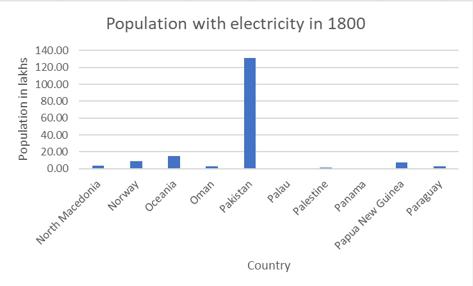 Population with electricity in 1800
Population in lakhs
140.00
120.00
100.00
80.00
60.00
40.00
20.00
0.00
North Macedonia
Norway
Oceania
Oman
Pakistan
Palau
Palestine
Panama
Papua New Guinea
Paraguay
Country